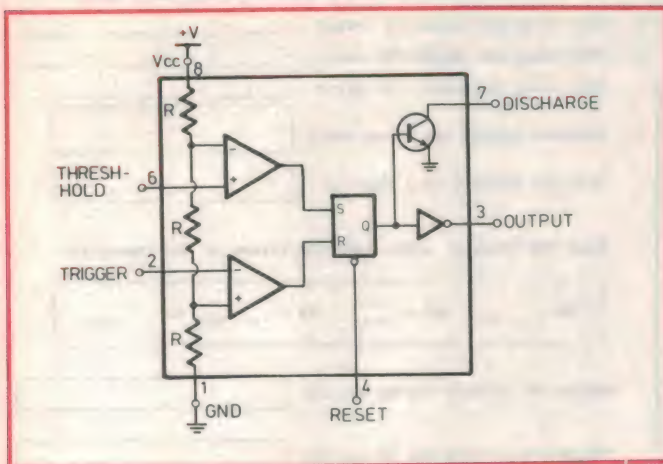 +V
Vcc
8
R
7
DISCHARGE
-
+
THRESH-
HOLD
6
R
S
R
Q
3
OUTPUT
2
TRIGGER
-
+
R
1
GND
4
RESET